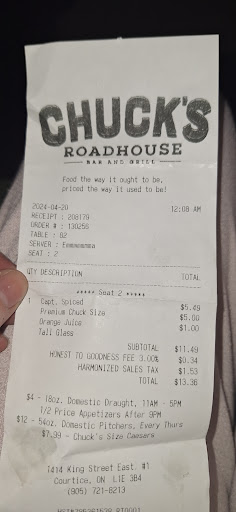 CHUCK'S
ROADHOUSE
BAR AND GRILL
Food the way it ought to be,
priced the way it used to be!
2024-04-20 12:08 AM
RECEIPT : 208179
ORDER # : 130256
TABLE : 82
SERVER :
SEAT : 2
QTY DESCRIPTION TOTAL
***** Seat 2 *****
1 Capt. Spiced $5.49
Premium Chuck Size $5.00
Orange Juice $1.00
Tall Glass
SUBTOTAL $11.49
HONEST TO GOODNESS FEE 3.00% $0.34
HARMONIZED SALES TAX $1.53
TOTAL $13.36
$4 - 18oz. Domestic Draught, 11AM - 5PM
1/2 Price Appetizers After 9PM
$12 - 54oz. Domestic Pitchers, Every Thurs
$7.99 - Chuck's Size Caesars
1414 King Street East, #1
Courtice, ON L1E 3B4
(905) 721-8213